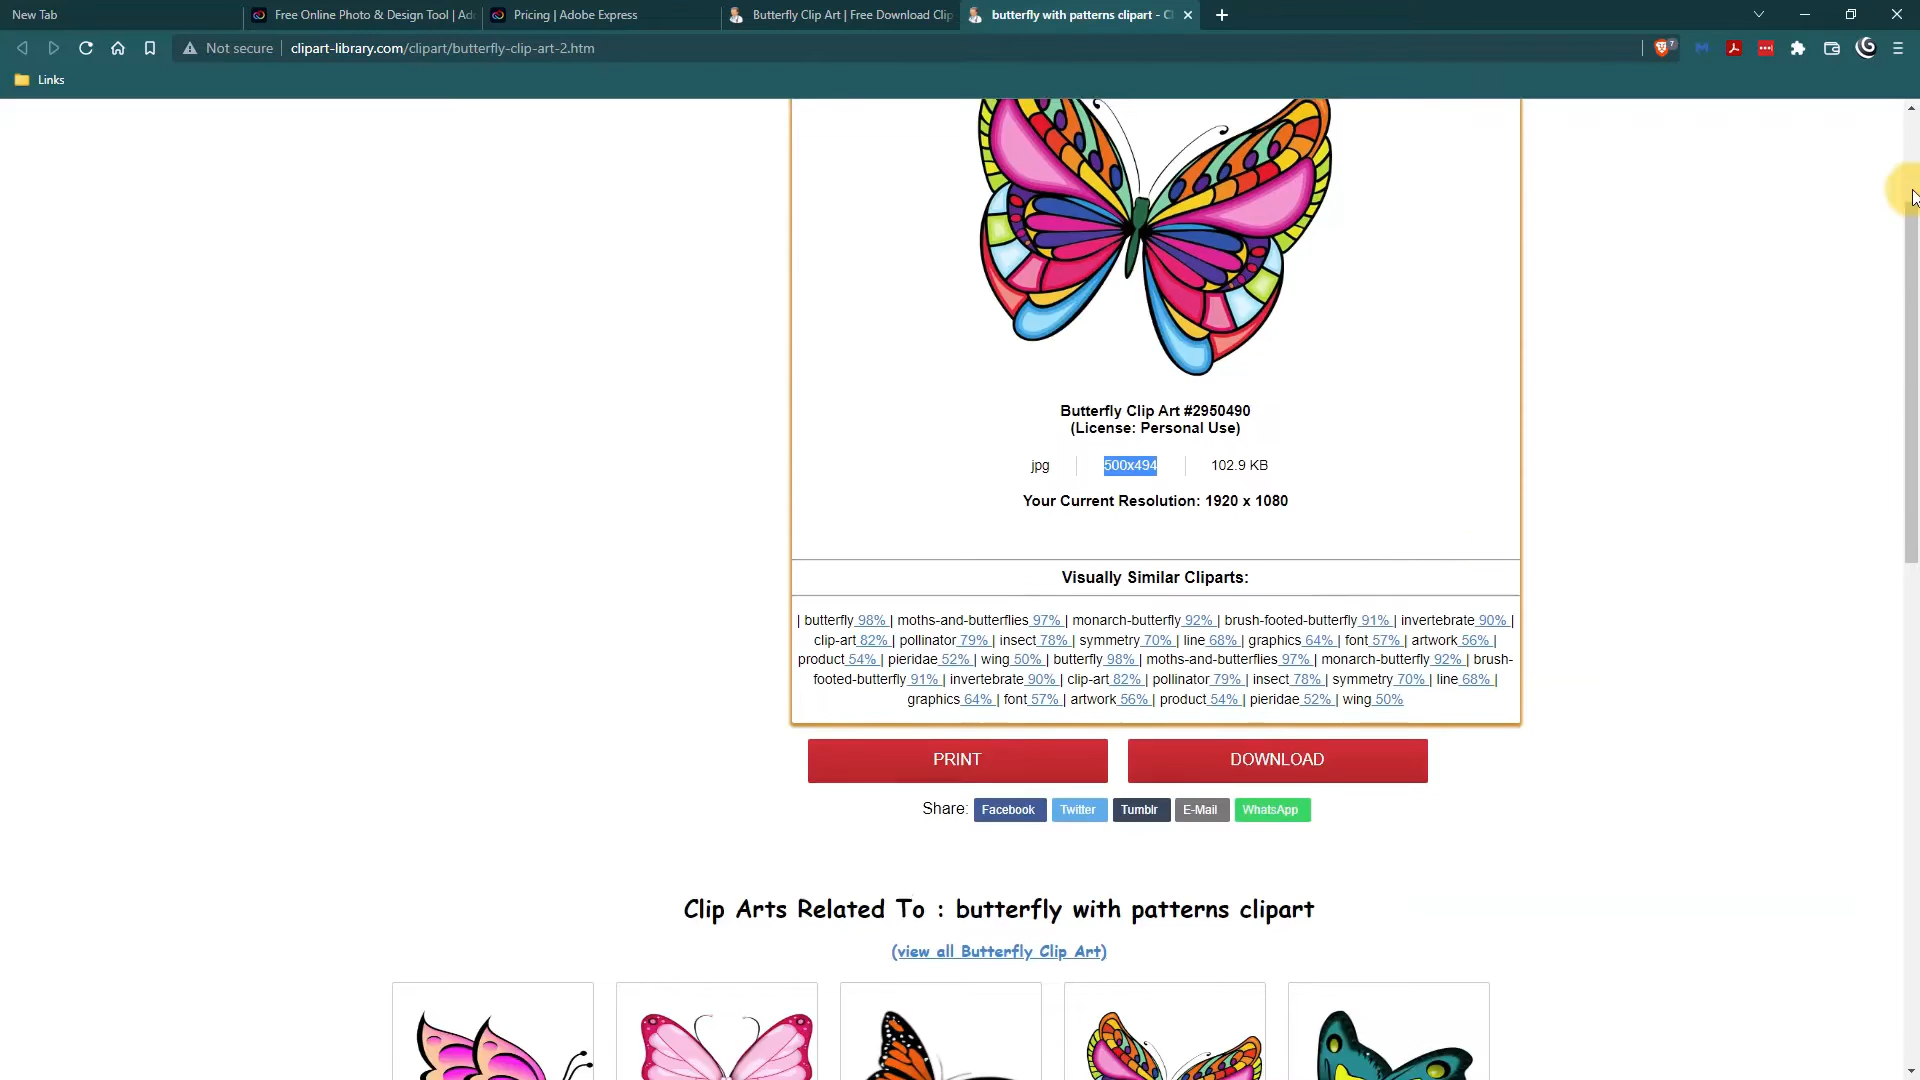 New Tab
Free Online Photo & Design Tool | Ad
Pricing | Adobe Express
Butterfly Clip Art | Free Download Clip
butterfly with patterns clipart - C
Not secure
clipart-library.com/clipart/butterfly-clip-art-2.htm
7
Links
Butterfly Clip Art #2950490
(License: Personal Use)
jpg
500x494
102.9 KB
Your Current Resolution: 1920 x 1080
Visually Similar Cliparts:
| butterfly 98% | moths-and-butterflies 97% | monarch-butterfly 92% | brush-footed-butterfly 91% | invertebrate 90% |
clip-art 82% | pollinator 79% | insect 78% | symmetry 70% | line 68% | graphics 64% | font 57% | artwork 56% |
product 54% | pieridae 52% | wing 50% | butterfly 98% | moths-and-butterflies 97% | monarch-butterfly 92% | brush-
footed-butterfly 91% | invertebrate 90% | clip-art 82% | pollinator 79% | insect 78% | symmetry 70% | line 68% |
graphics 64% | font 57% | artwork 56% | product 54% | pieridae 52% | wing 50%
PRINT
DOWNLOAD
Share:
Facebook
Twitter
Tumblr
E-Mail
WhatsApp
Clip Arts Related To : butterfly with patterns clipart
(view all Butterfly Clip Art)